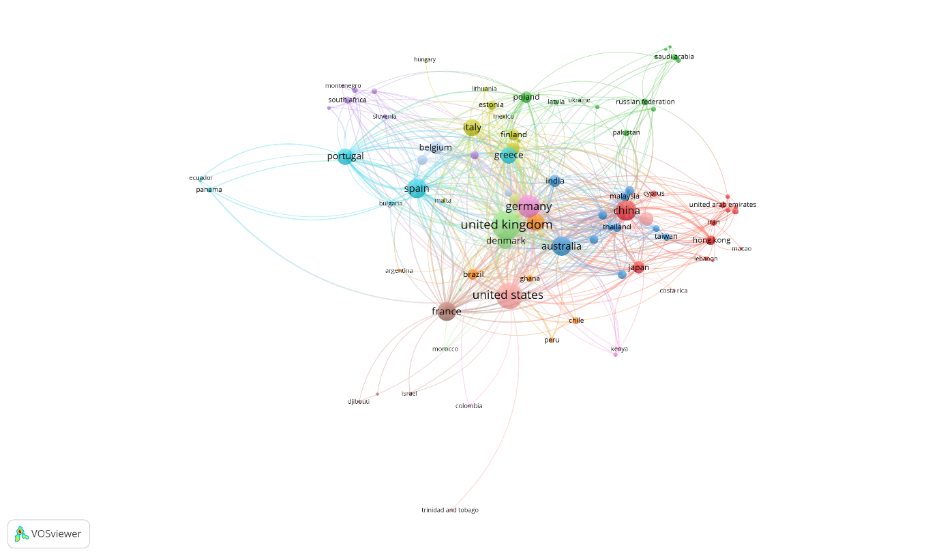 saudi arabia
hungary
montenegro
lithuania
poland
south africa
estonia
latvia
ukraine
russian federation
slovenia
mexico
italy
finland
pakistan
belgium
portugal
greece
ecuador
india
panama
spain
malaysia
cyprus
bulgaria
malta
germany
china
united arab emirates
united kingdom
iran
thailand
taiwan
denmark
hong kong
australia
macao
lebanon
argentina
brazil
ghana
japan
costa rica
united states
france
chile
peru
morocco
kenya
israel
djibouti
colombia
trinidad and tobago
VOSviewer